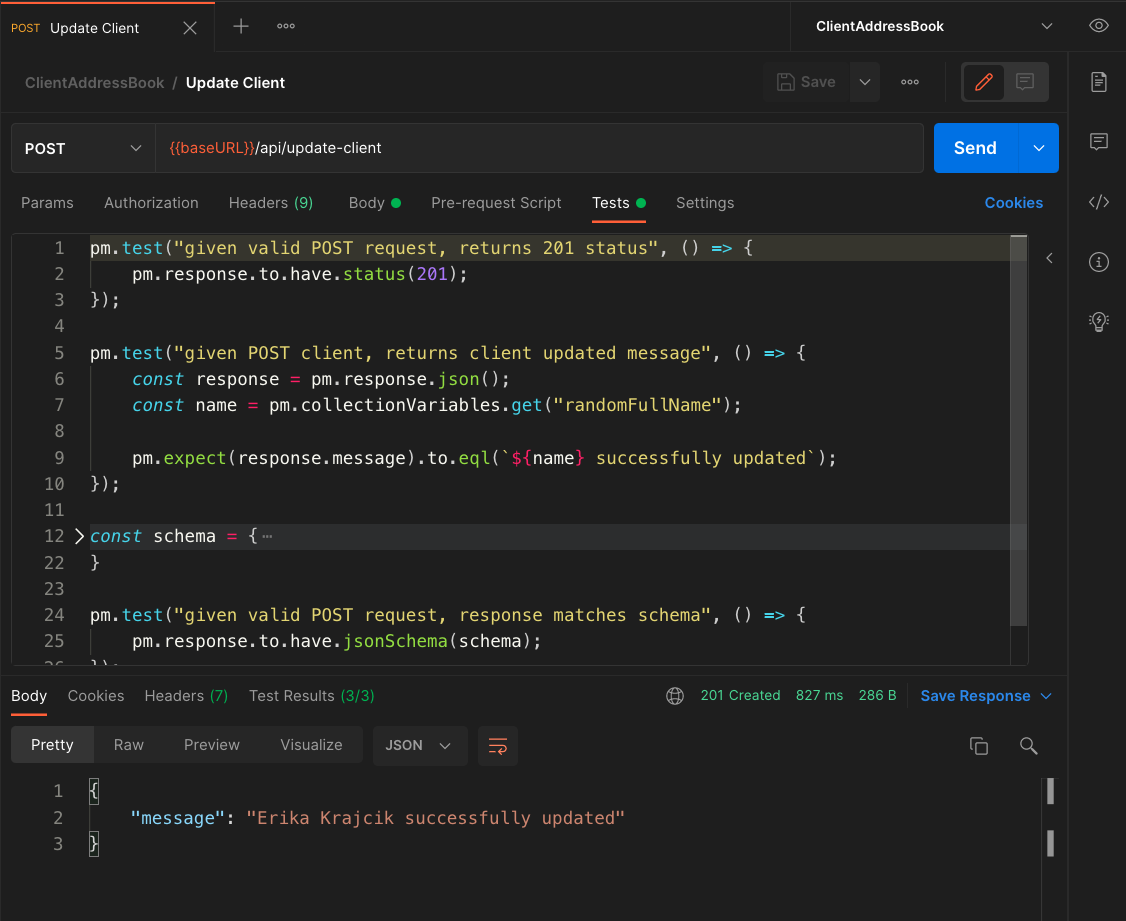 POST Update Client
ClientAddressBook
ClientAddressBook / Update Client
Save
POST
{{baseURL}}/api/update-client
Send
Params Authorization Headers (9) Body Pre-request Script Tests Settings Cookies
1 pm.test("given valid POST request, returns 201 status", () => {
2     pm.response.to.have.status(201);
3 });
4
5 pm.test("given POST client, returns client updated message", () => {
6     const response = pm.response.json();
7     const name = pm.collectionVariables.get("randomFullName");
8
9     pm.expect(response.message).to.eql(`${name} successfully updated`);
10 });
11
12 const schema = {…
22 }
23
24 pm.test("given valid POST request, response matches schema", () => {
25     pm.response.to.have.jsonSchema(schema);
26 });
Body Cookies Headers (7) Test Results (3/3) 201 Created 827 ms 286 B Save Response
Pretty Raw Preview Visualize JSON
1 {
2     "message": "Erika Krajcik successfully updated"
3 }